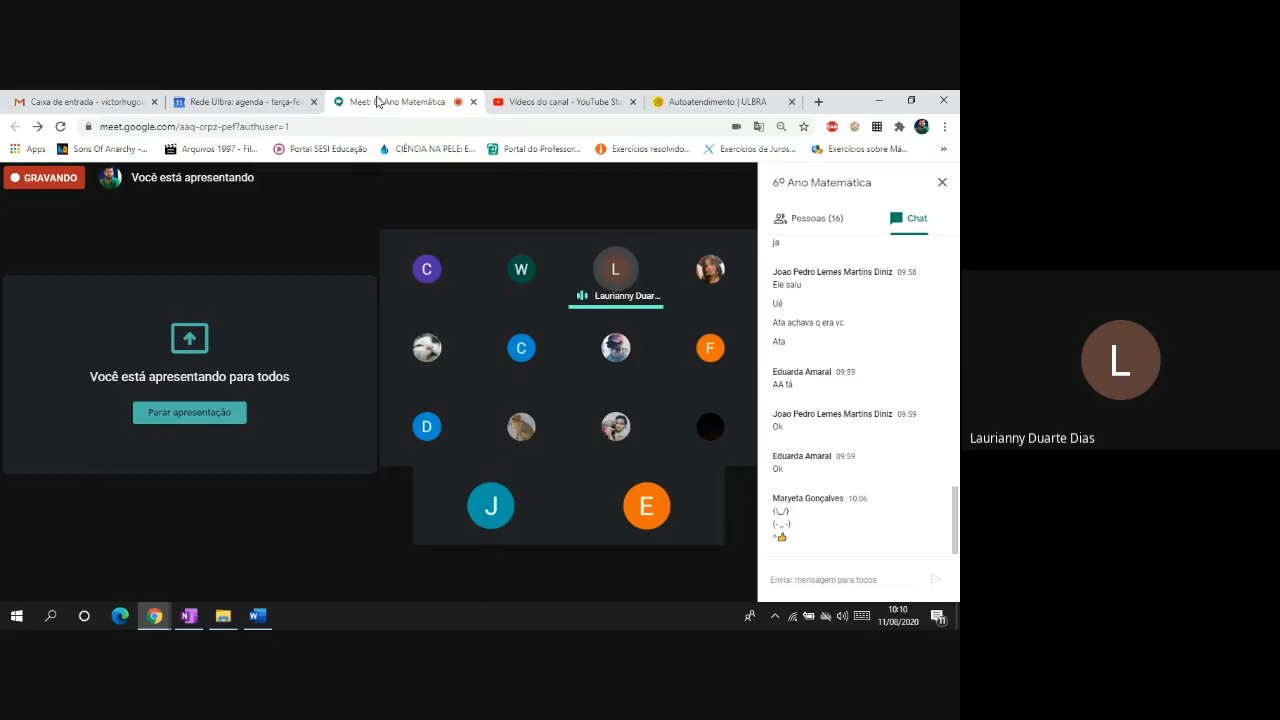 Caixa de entrada - victorhugo
Rede Ulbra: agenda - terça-fe
Meet: 6º Ano Matemática
Vídeos do canal - YouTube Stu
Autoatendimento | ULBRA
meet.google.com/aaq-crpz-pef?authuser=1
Apps
Sons Of Anarchy -...
Arquivos 1997 - Fil...
Portal SESI Educação
CIÊNCIA NA PELE: E...
Portal do Professor...
Exercícios resolvido...
Exercícios de Juros...
Exercícios sobre Má...
»
GRAVANDO
Você está apresentando
Você está apresentando para todos
Parar apresentação
C
W
L
Laurianny Duar...
C
F
D
J
E
6º Ano Matemática
Pessoas (16)
Chat
ja
Joao Pedro Lemes Martins Diniz 09:58
Ele saiu
Ué
Ata achava q era vc
Ata
Eduarda Amaral 09:59
AA tá
Joao Pedro Lemes Martins Diniz 09:59
Ok
Eduarda Amaral 09:59
Ok
Maryeta Gonçalves 10:06
{\_/}
(-_-)
>👍
Enviar mensagem para todos
10:10
11/08/2020
L
Laurianny Duarte Dias